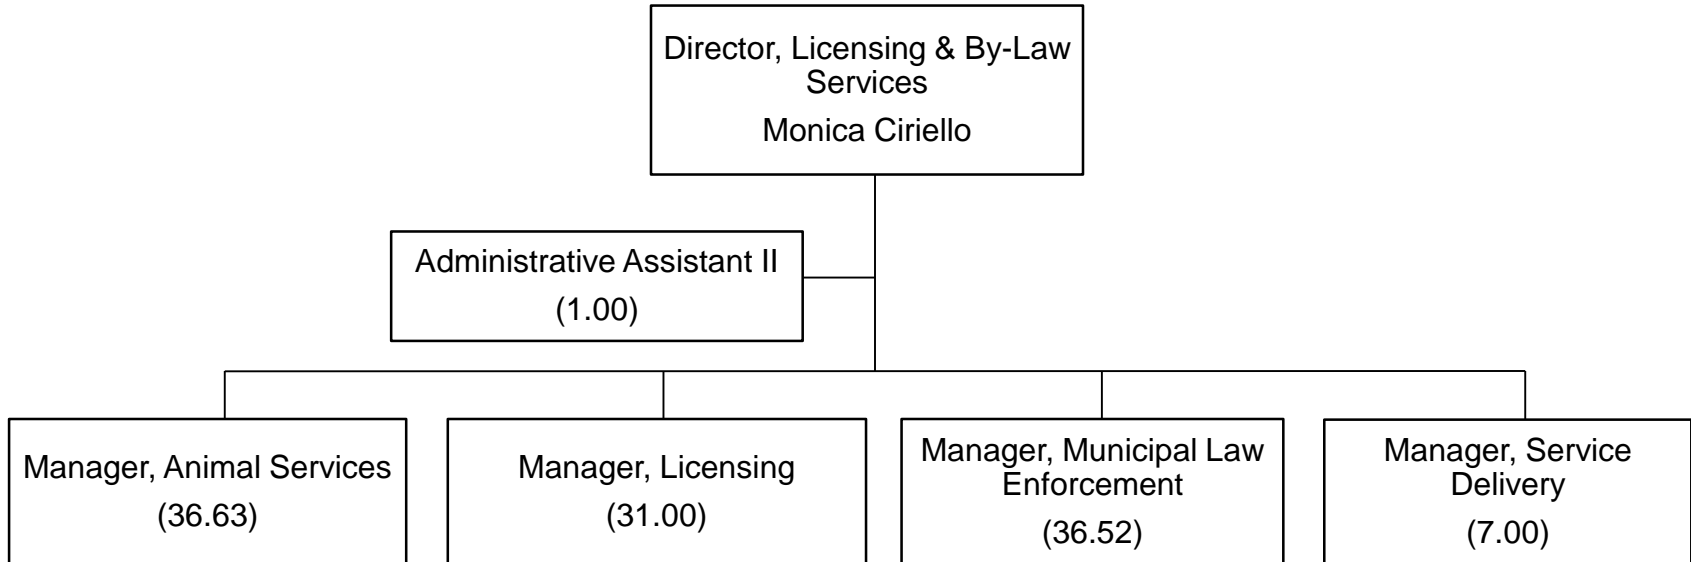 Director, Licensing & By-Law
Services
Monica Ciriello
Administrative Assistant II
(1.00)
Manager, Animal Services
(36.63)
Manager, Licensing
(31.00)
Manager, Municipal Law
Enforcement
(36.52)
Manager, Service
Delivery
(7.00)